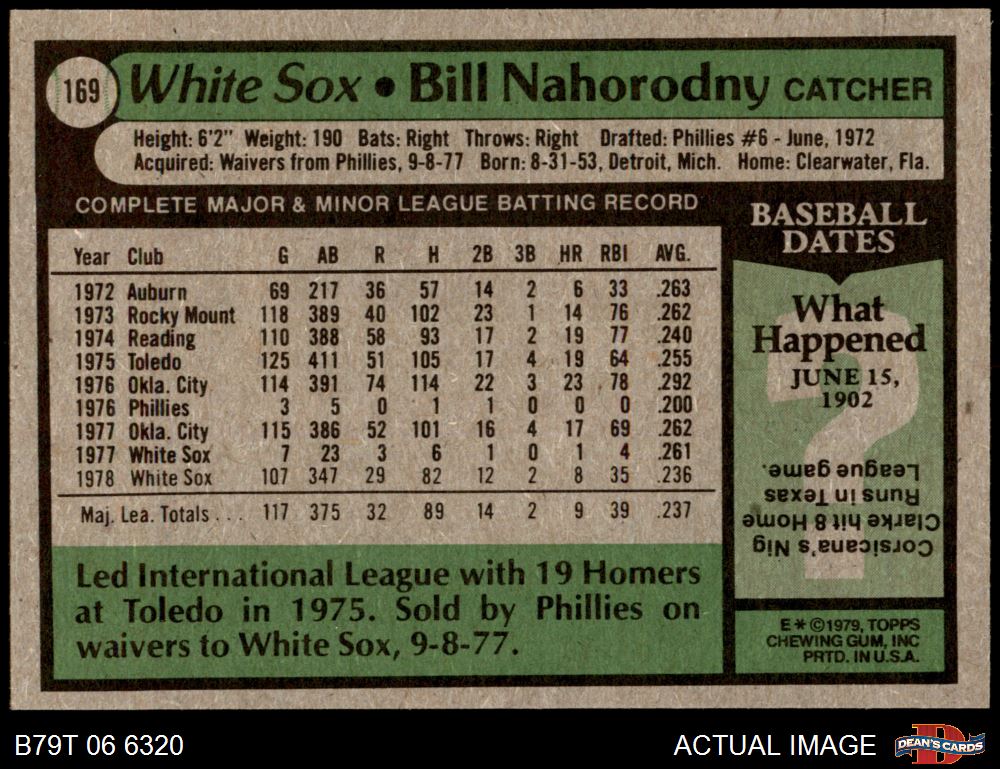 169 White Sox • Bill Nahorodny CATCHER
Height: 6'2" Weight: 190 Bats: Right Throws: Right Drafted: Phillies #6 - June, 1972
Acquired: Waivers from Phillies, 9-8-77 Born: 8-31-53, Detroit, Mich. Home: Clearwater, Fla.
COMPLETE MAJOR & MINOR LEAGUE BATTING RECORD
Year Club G AB R H 2B 3B HR RBI AVG.
1972 Auburn 69 217 36 57 14 2 6 33 .263
1973 Rocky Mount 118 389 40 102 23 1 14 76 .262
1974 Reading 110 388 58 93 17 2 19 77 .240
1975 Toledo 125 411 51 105 17 4 19 64 .255
1976 Okla. City 114 391 74 114 22 3 23 78 .292
1976 Phillies 3 5 0 1 1 0 0 0 .200
1977 Okla. City 115 386 52 101 16 4 17 69 .262
1977 White Sox 7 23 3 6 1 0 1 4 .261
1978 White Sox 107 347 29 82 12 2 8 35 .236
Maj. Lea. Totals . . . 117 375 32 89 14 2 9 39 .237
Led International League with 19 Homers
at Toledo in 1975. Sold by Phillies on
waivers to White Sox, 9-8-77.
BASEBALL
DATES
What
Happened
JUNE 15,
1902
Corsicana's Nig
Clarke hit 8 Home
Runs in Texas
League game.
E*©1979, TOPPS
CHEWING GUM, INC
PRTD. IN U.S.A.
B79T 06 6320
ACTUAL IMAGE
D
DEAN'S CARDS